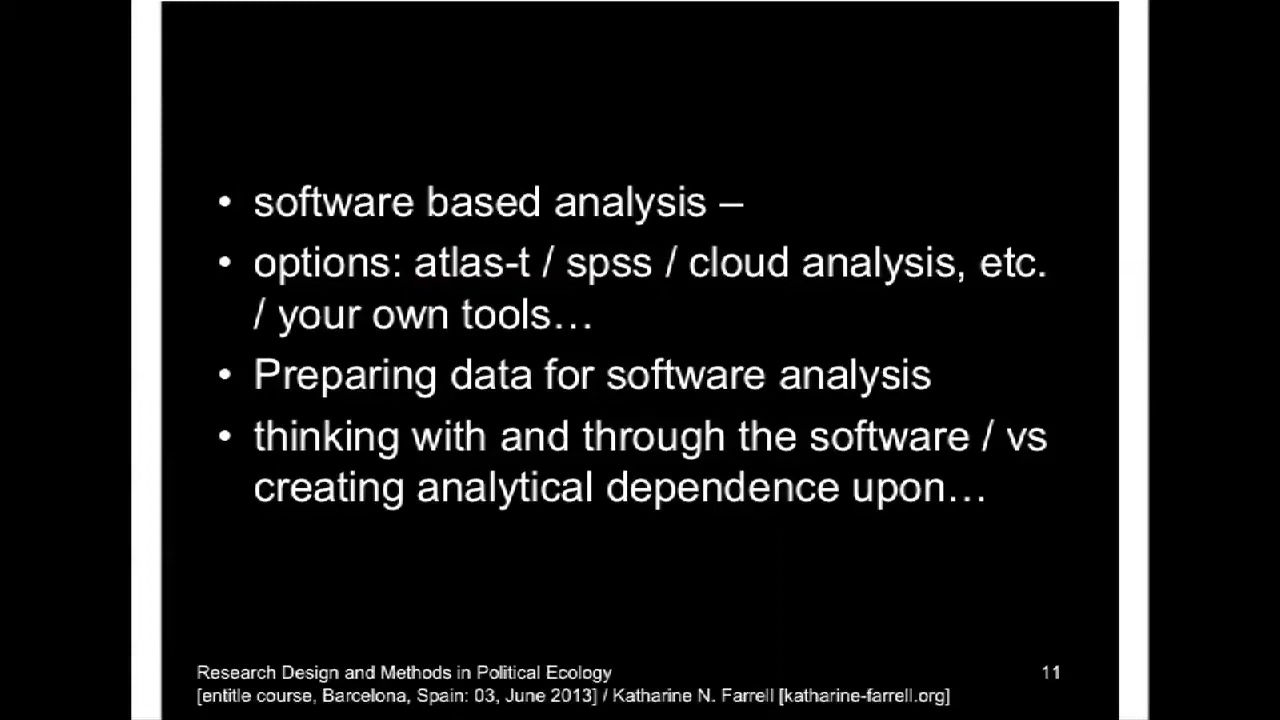 • software based analysis –
• options: atlas-t / spss / cloud analysis, etc.
/ your own tools…
• Preparing data for software analysis
• thinking with and through the software / vs
creating analytical dependence upon…
Research Design and Methods in Political Ecology
11
[entitle course, Barcelona, Spain: 03, June 2013] / Katharine N. Farrell [katharine-farrell.org]